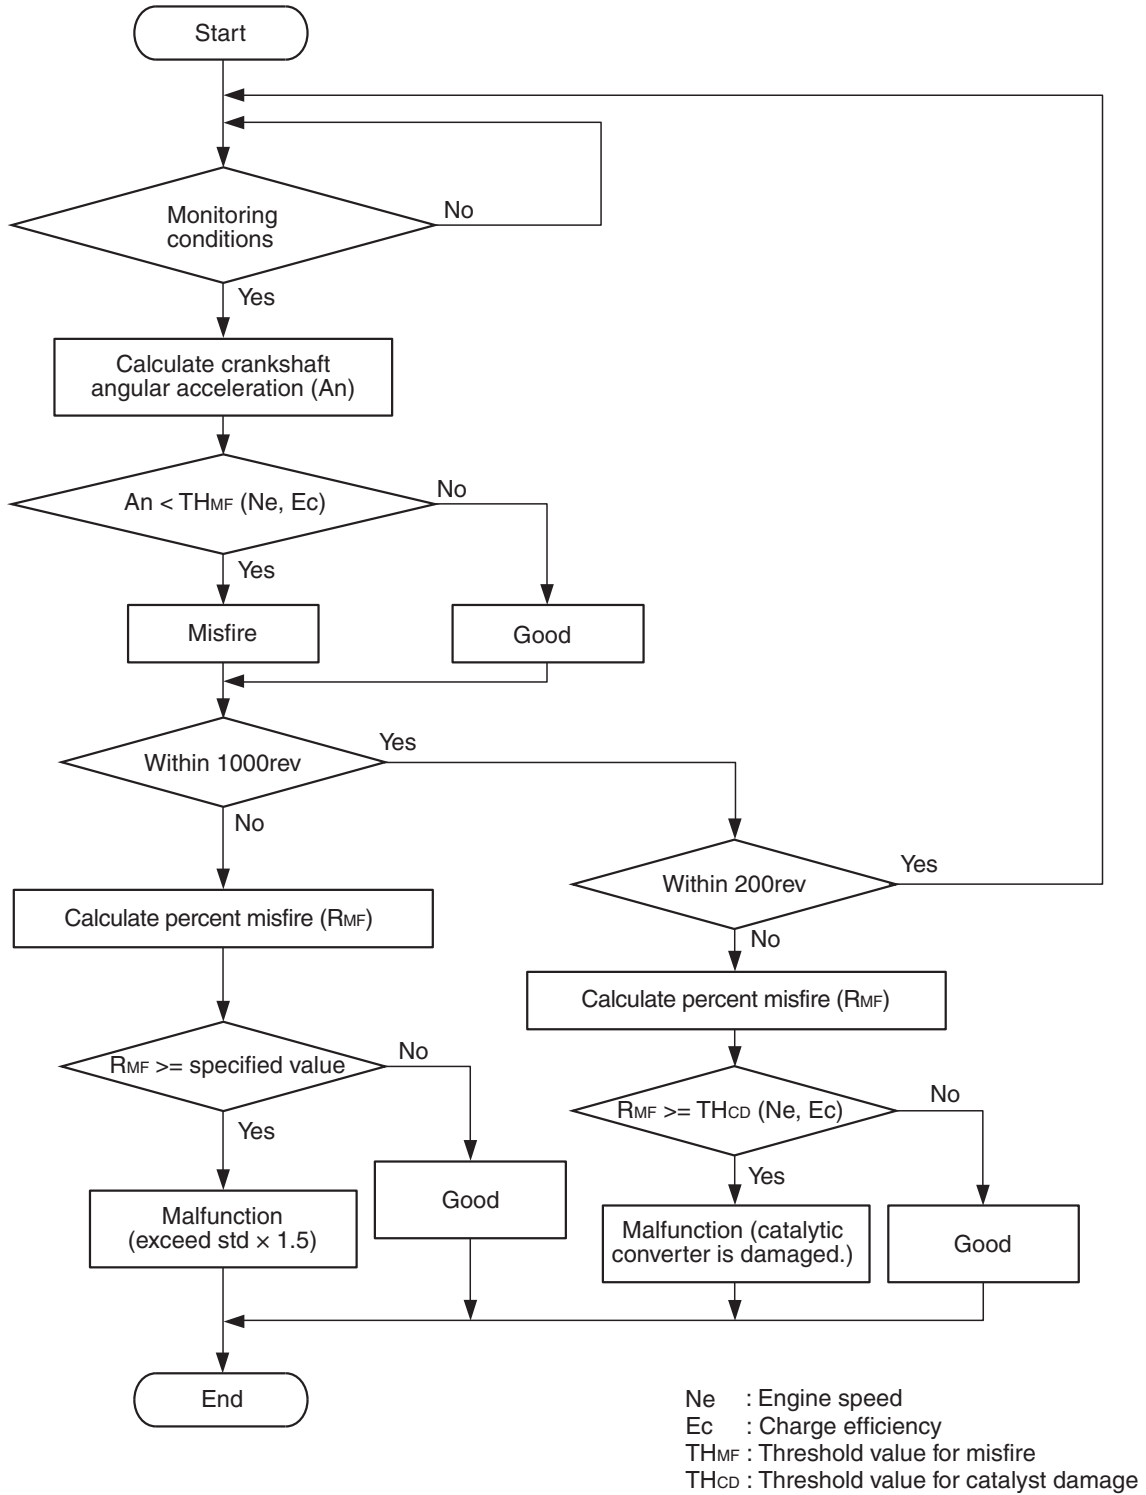 Start
Monitoring
conditions
No
Yes
Calculate crankshaft
angular acceleration (An)
An < THMF (Ne, Ec)
No
Yes
Misfire
Good
Within 1000rev
Yes
No
Within 200rev
Yes
No
Calculate percent misfire (RMF)
Calculate percent misfire (RMF)
RMF >= specified value
No
Yes
RMF >= THCD (Ne, Ec)
No
Yes
Malfunction
(exceed std × 1.5)
Good
Malfunction (catalytic
converter is damaged.)
Good
End
Ne : Engine speed
Ec : Charge efficiency
THMF : Threshold value for misfire
THCD : Threshold value for catalyst damage